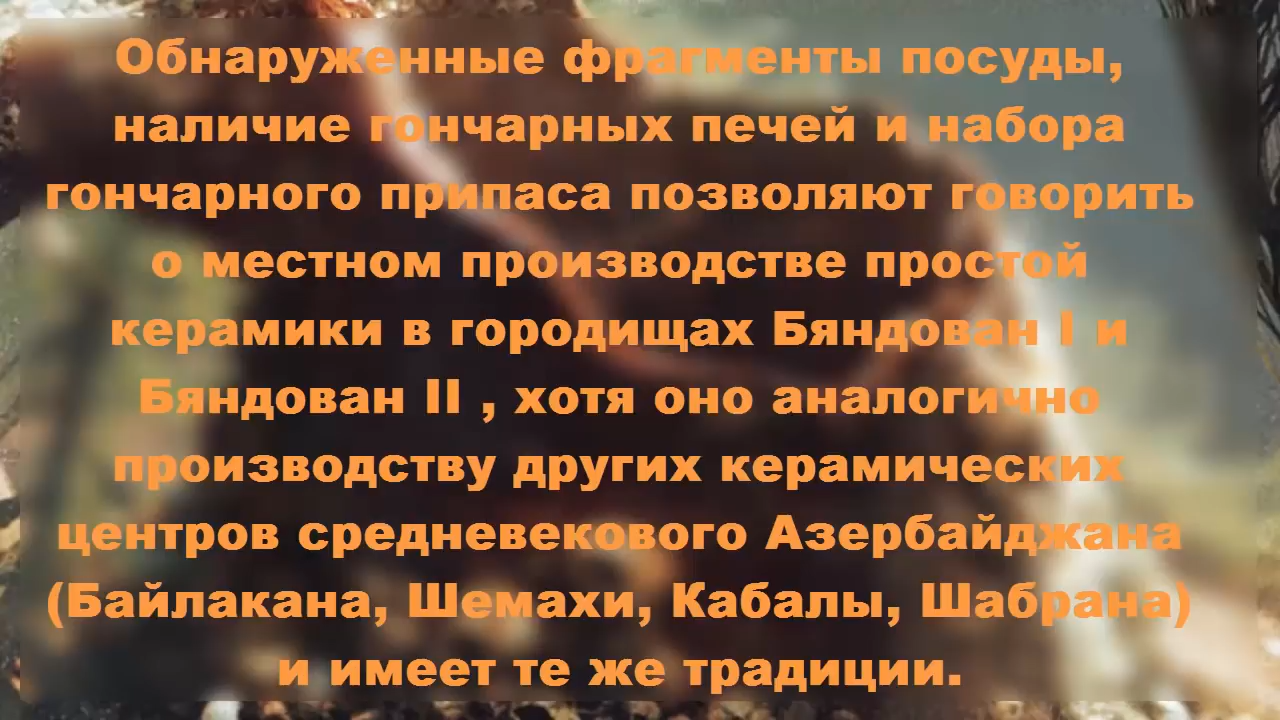 Обнаруженные фрагменты посуды,
наличие гончарных печей и набора
гончарного припаса позволяют говорить
о местном производстве простой
керамики в городищах Бяндован I и
Бяндован II , хотя оно аналогично
производству других керамических
центров средневекового Азербайджана
(Байлакана, Шемахи, Кабалы, Шабрана)
и имеет те же традиции.